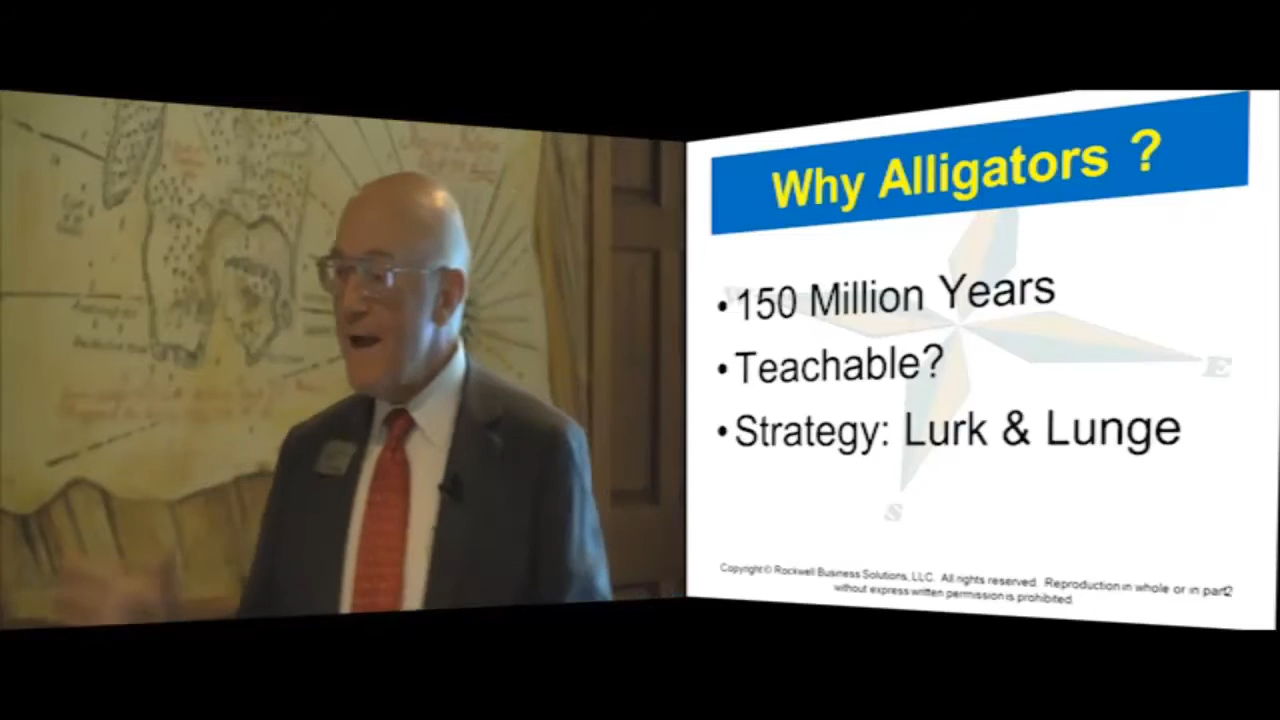 Why Alligators ?
•150 Million Years
•Teachable?
•Strategy: Lurk & Lunge
E
S
Copyright © Rockwell Business Solutions, LLC. All rights reserved. Reproduction in whole or in part2
without express written permission is prohibited.